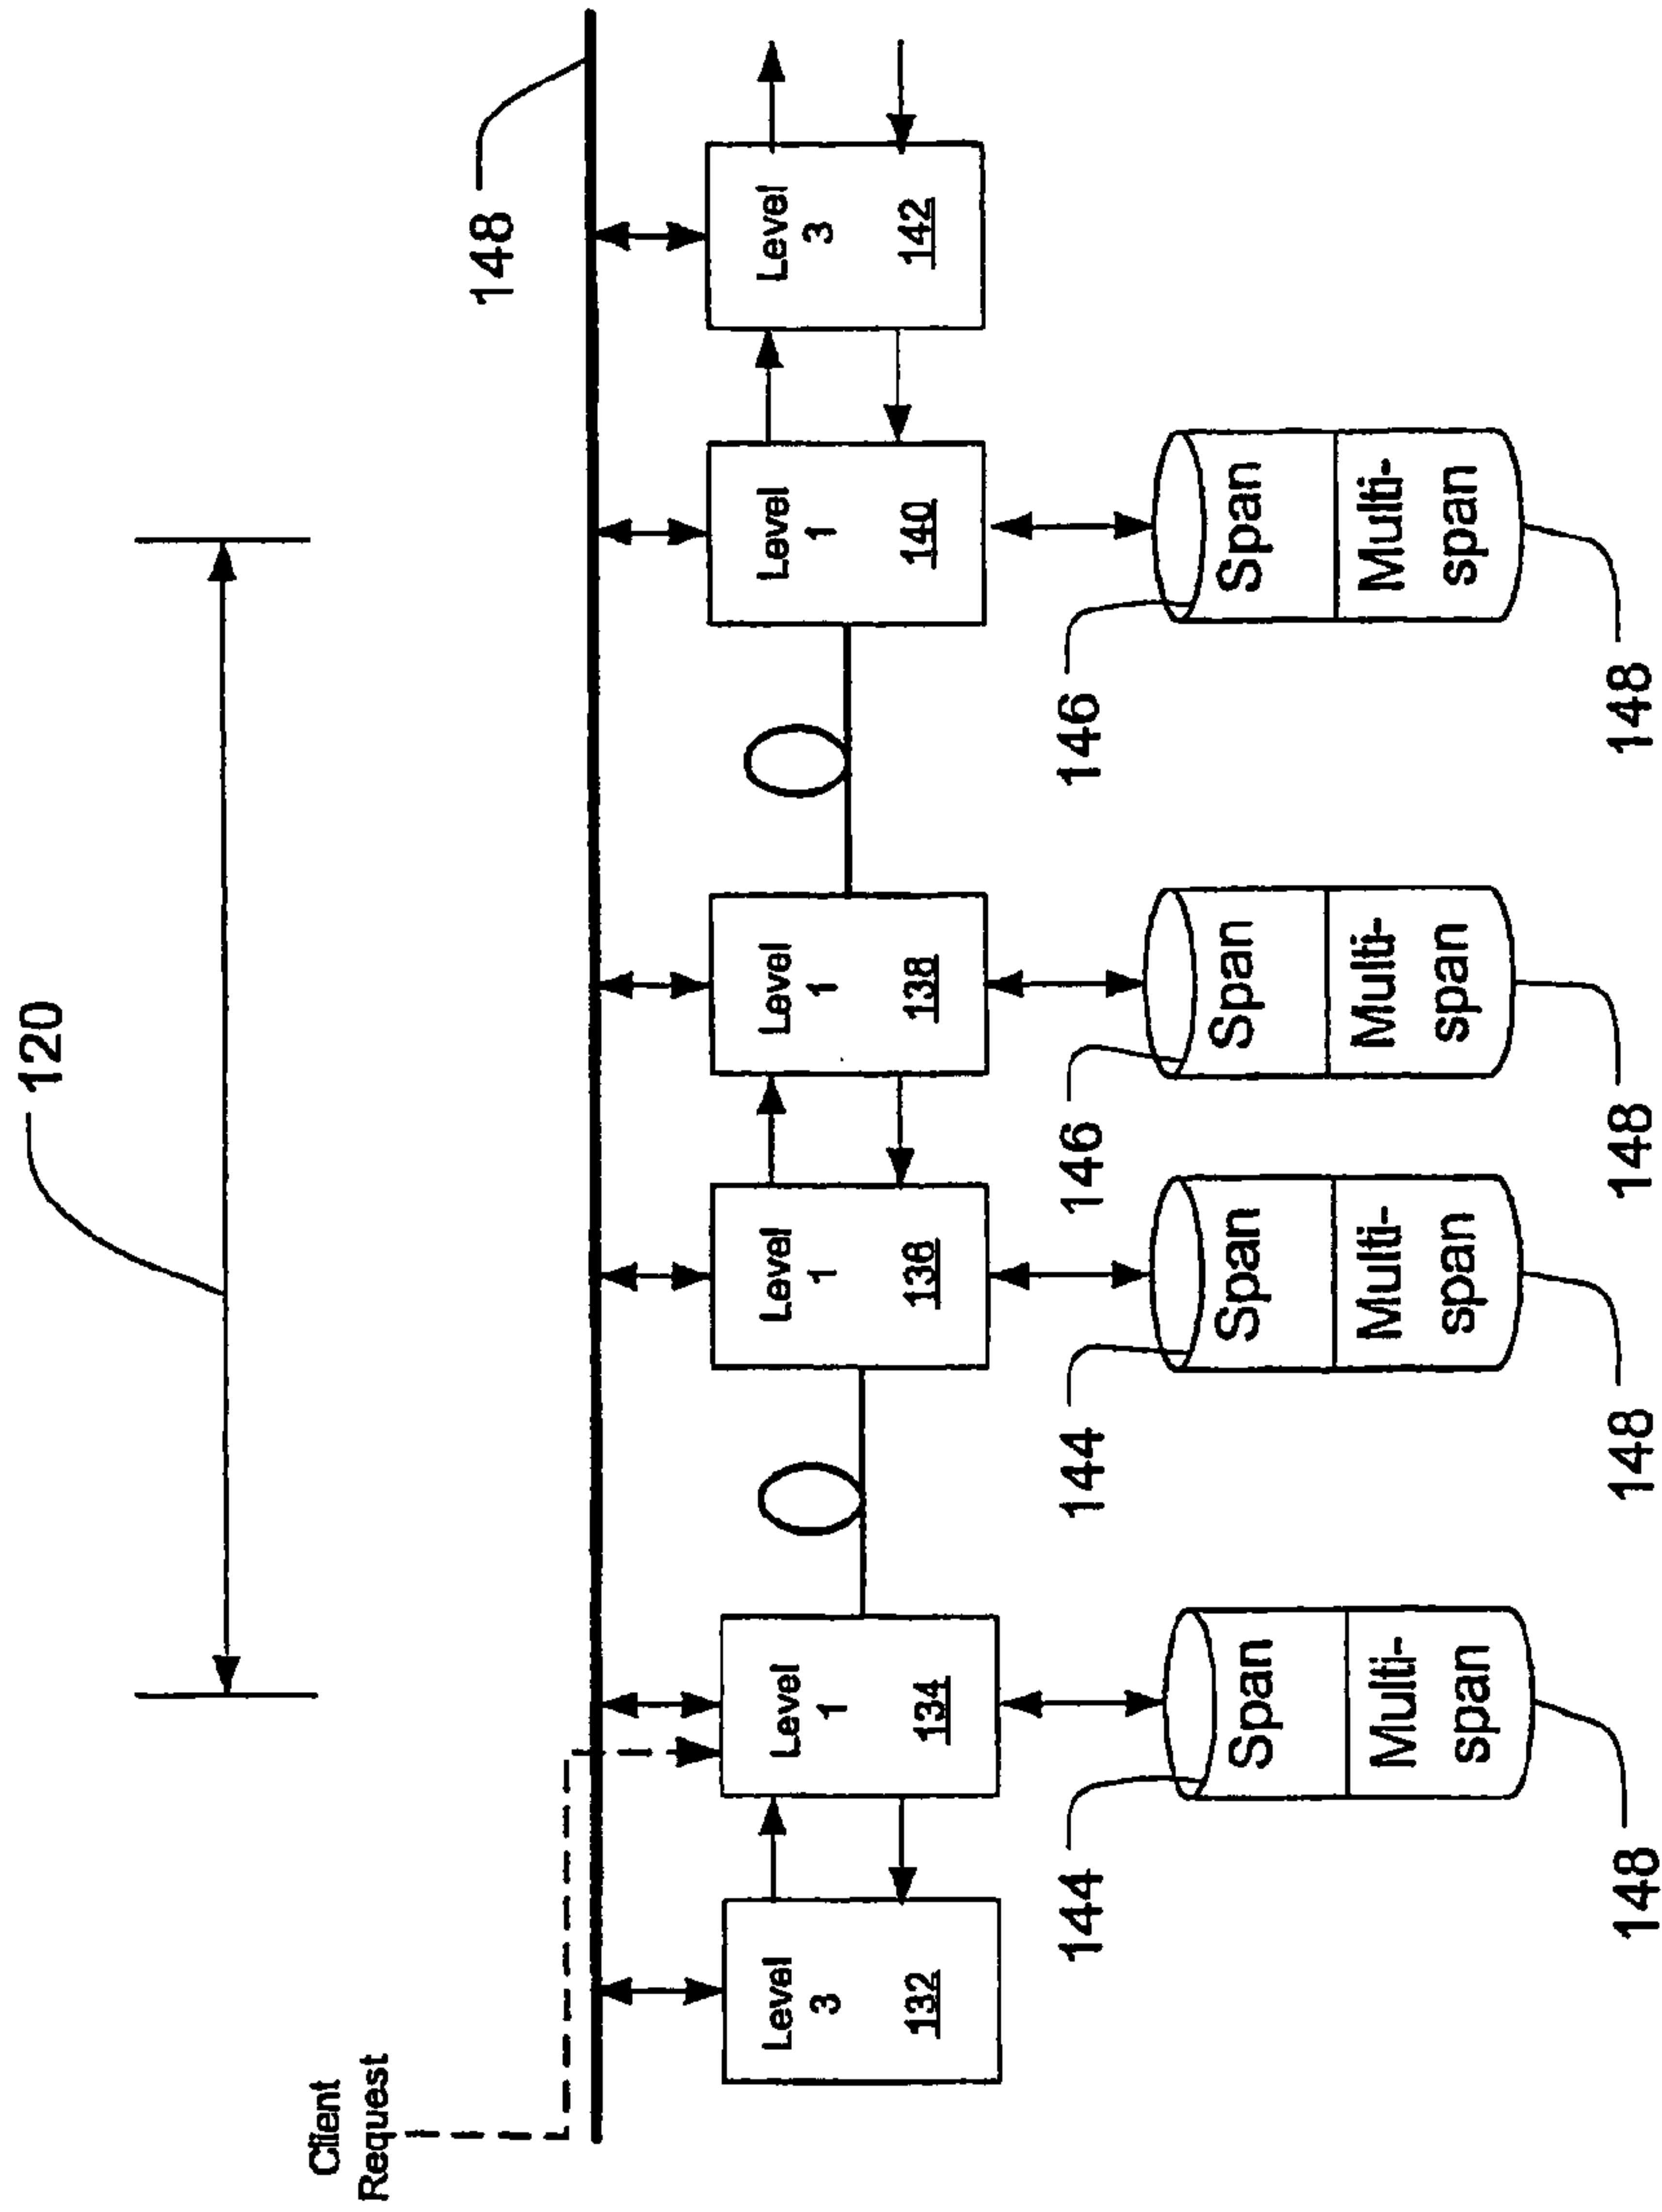 120
148
Client
Request
Level
3
132
Level
1
134
Level
1
136
Level
1
138
Level
1
140
Level
3
142
144
144
146
146
Span
Multi-
span
Span
Multi-
span
Span
Multi-
span
Span
Multi-
span
148
148
148
148